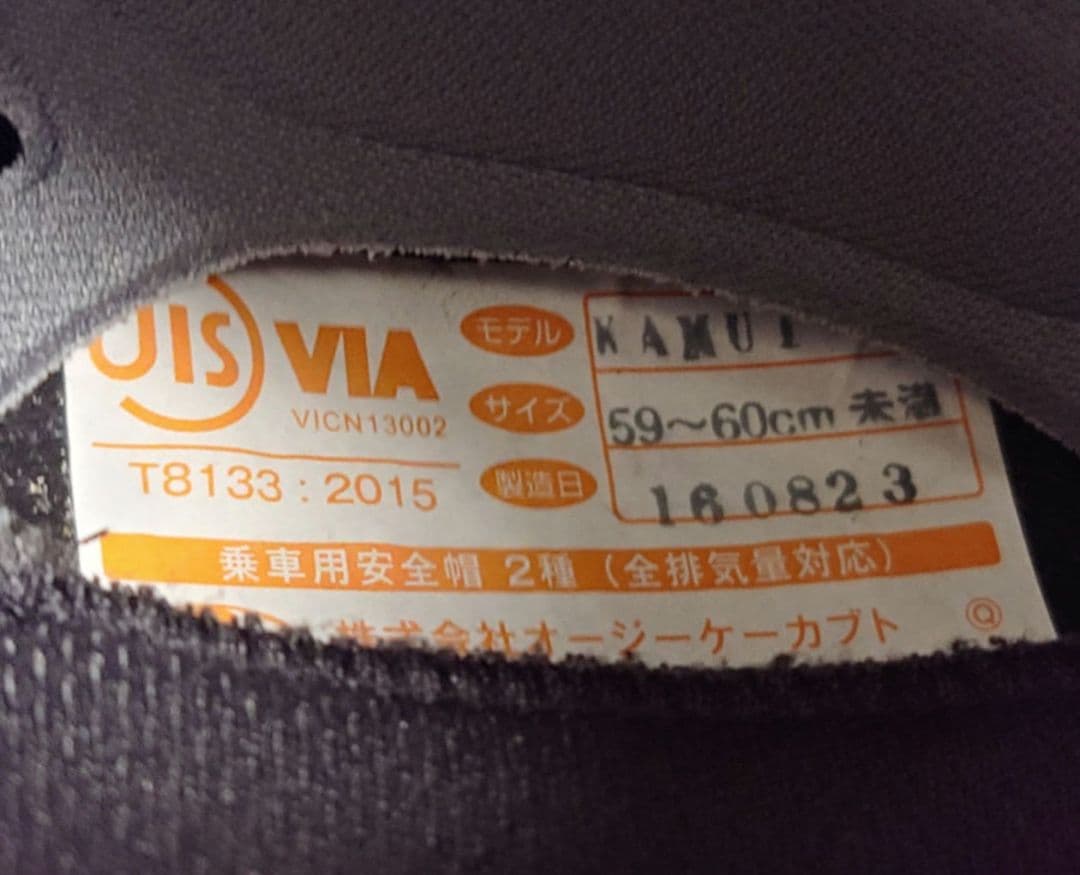 JIS VIA
VICN13002
T8133 : 2015
モデル KAMUI
サイズ 59～60cm 未満
製造日 160823
乗車用安全帽 2種（全排気量対応）
株式会社オージーケーカブト Q